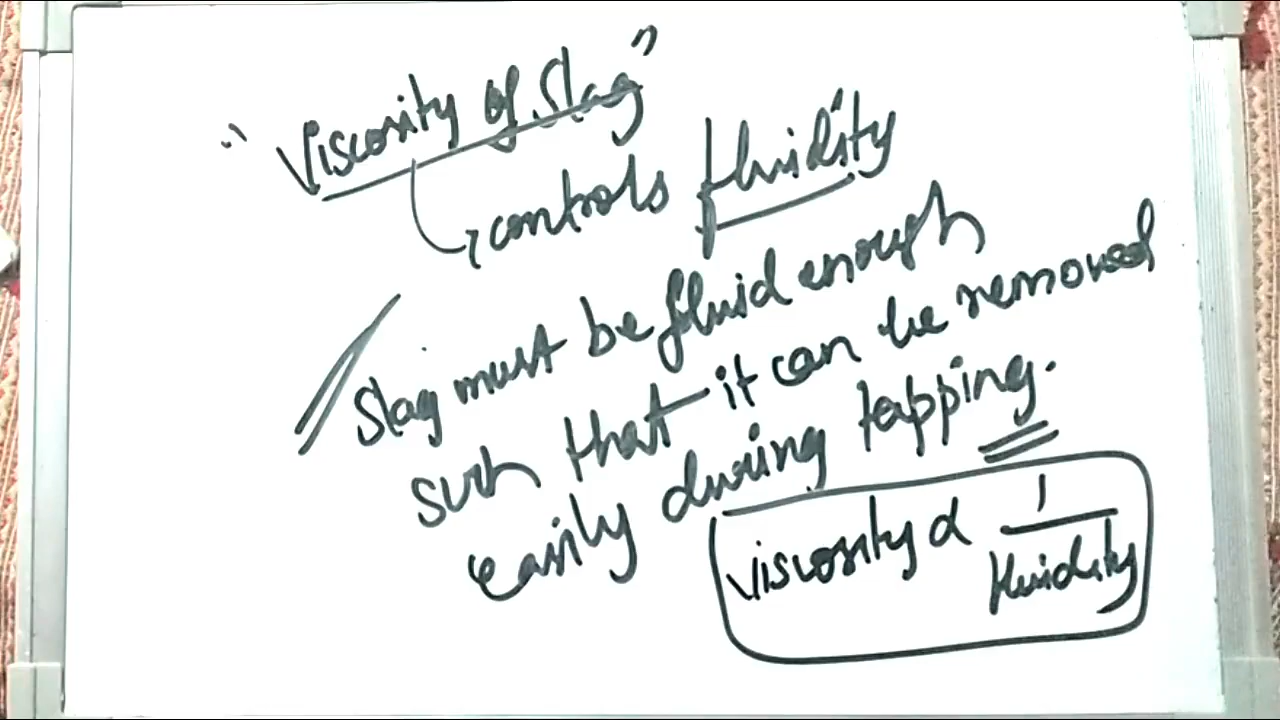 "Viscosity of Slag"
controls fluidity
Slag must be fluid enough
such that it can be removed
easily during tapping.
Viscosity α 1
fluidity